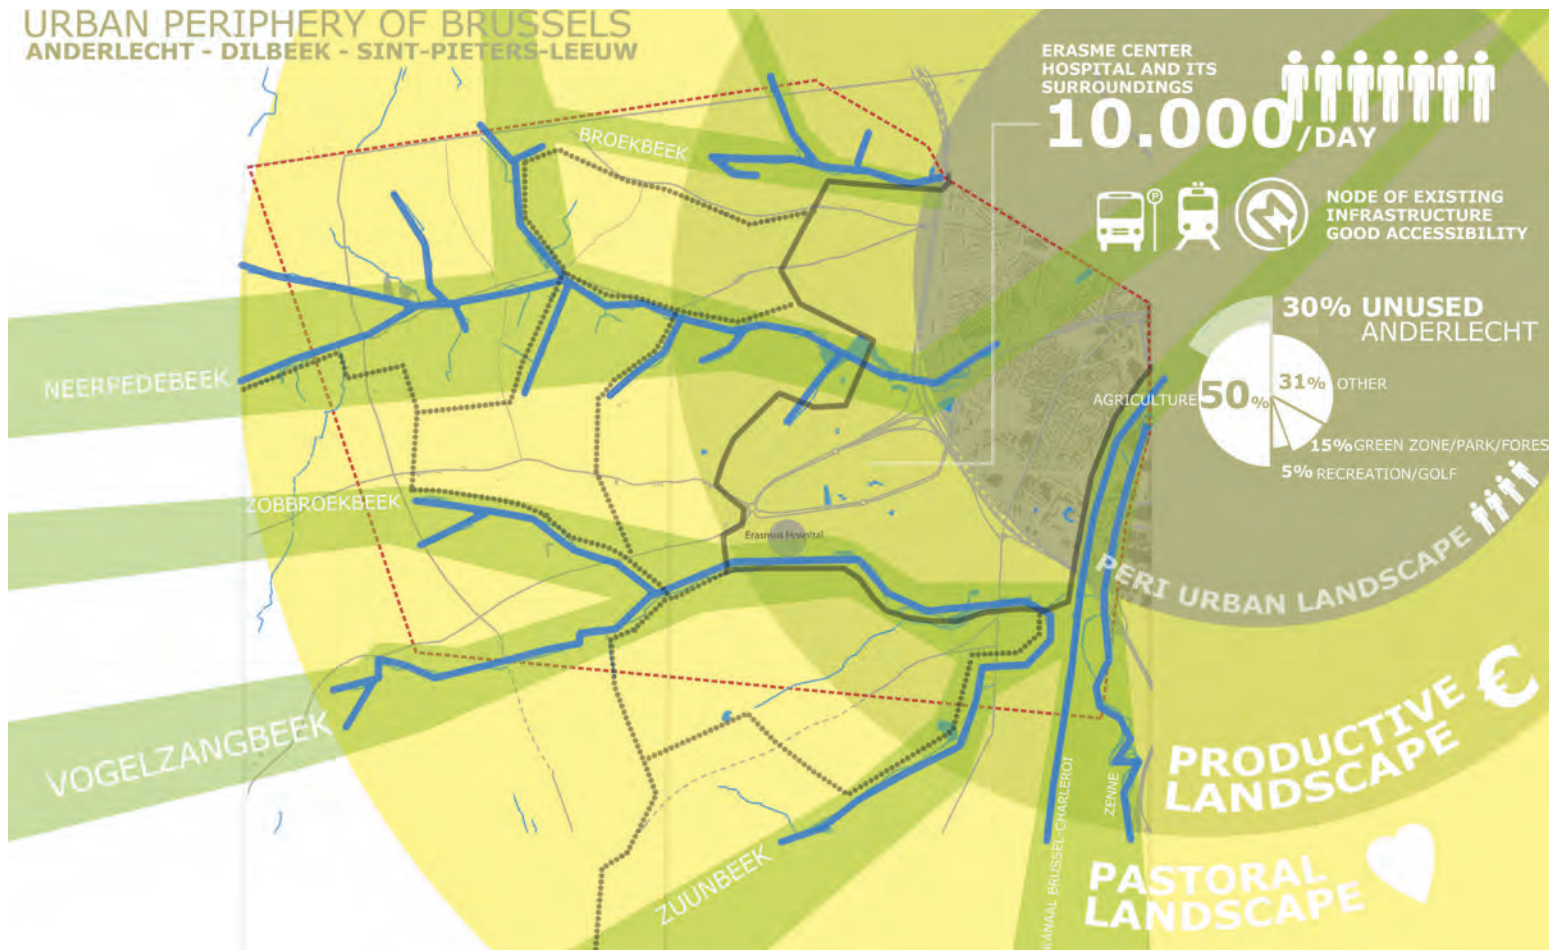 URBAN PERIPHERY OF BRUSSELS
ANDERLECHT - DILBEEK - SINT-PIETERS-LEEUW
ERASME CENTER
HOSPITAL AND ITS
SURROUNDINGS
10.000/DAY
P
NODE OF EXISTING
INFRASTRUCTURE
GOOD ACCESSIBILITY
30% UNUSED
ANDERLECHT
AGRICULTURE 50%
31% OTHER
15% GREEN ZONE/PARK/FORES
5% RECREATION/GOLF
BROEKBEEK
NEERPEDEBEEK
ZOBBROEKBEEK
Erasmus Hospital
VOGELZANGBEEK
ZUUNBEEK
KANAAL BRUSSEL-CHARLEROI
ZENNE
PERI URBAN LANDSCAPE
PRODUCTIVE €
LANDSCAPE
PASTORAL
LANDSCAPE